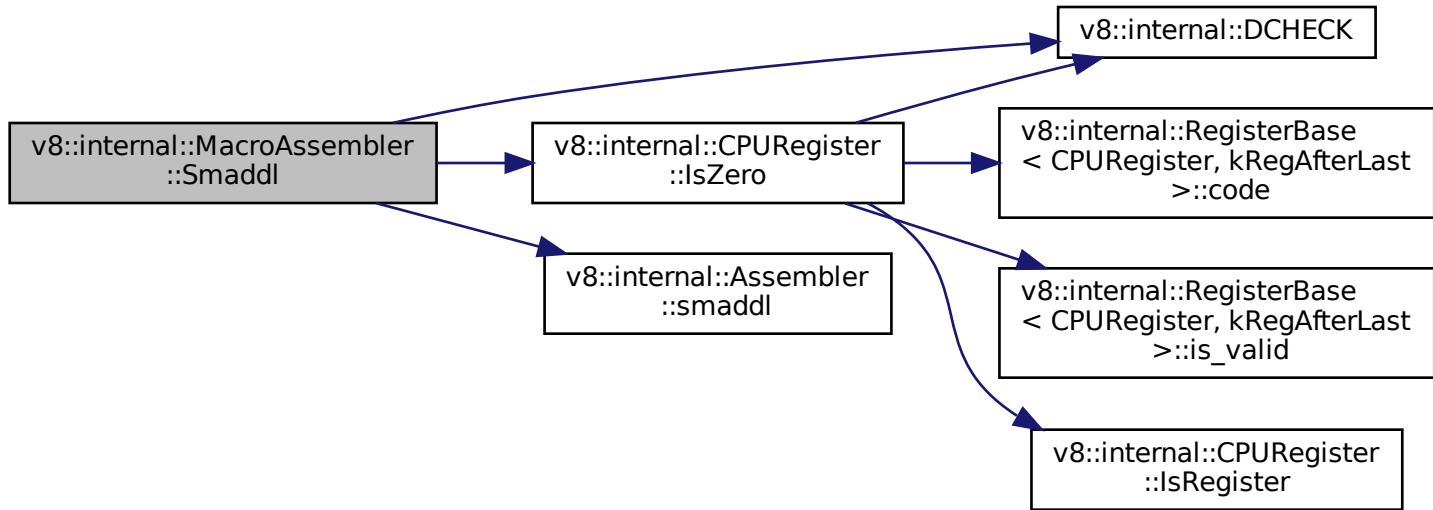 v8::internal::MacroAssembler
::Smaddl
v8::internal::CPURegister
::IsZero
v8::internal::Assembler
::smaddl
v8::internal::DCHECK
v8::internal::RegisterBase
< CPURegister, kRegAfterLast
>::code
v8::internal::RegisterBase
< CPURegister, kRegAfterLast
>::is_valid
v8::internal::CPURegister
::IsRegister